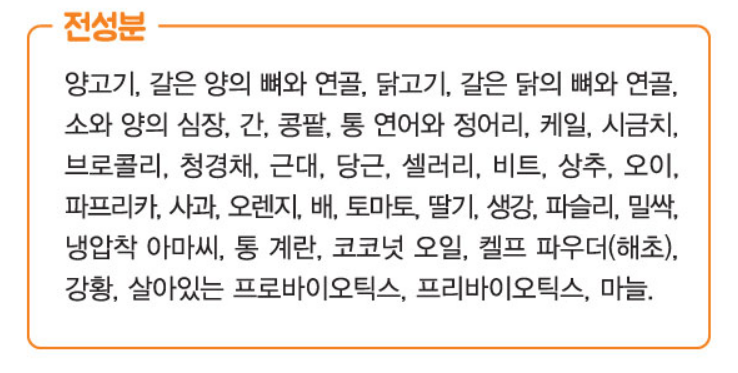 전성분
양고기, 갈은 양의 뼈와 연골, 닭고기, 갈은 닭의 뼈와 연골,
소와 양의 심장, 간, 콩팥, 통 연어와 정어리, 케일, 시금치,
브로콜리, 청경채, 근대, 당근, 셀러리, 비트, 상추, 오이,
파프리카, 사과, 오렌지, 배, 토마토, 딸기, 생강, 파슬리, 밀싹,
냉압착 아마씨, 통 계란, 코코넛 오일, 켈프 파우더(해초),
강황, 살아있는 프로바이오틱스, 프리바이오틱스, 마늘.